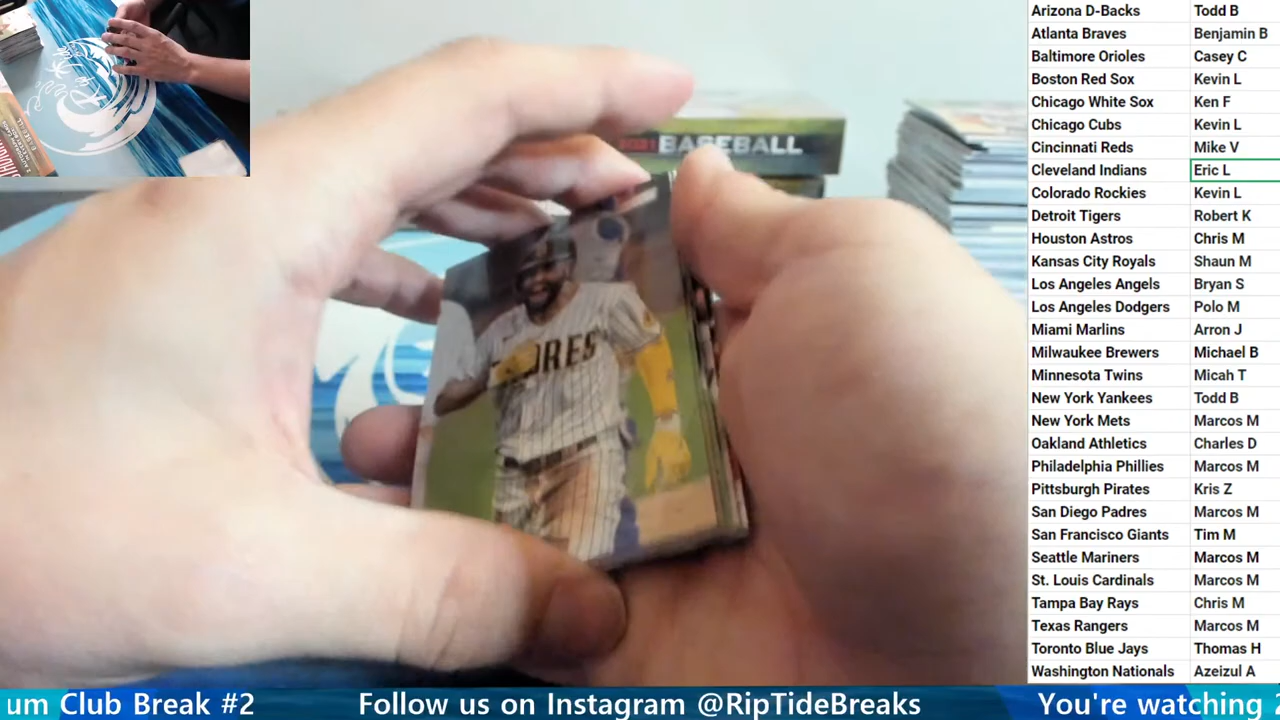 Arizona D-Backs Todd B
Atlanta Braves Benjamin B
Baltimore Orioles Casey C
Boston Red Sox Kevin L
Chicago White Sox Ken F
Chicago Cubs Kevin L
Cincinnati Reds Mike V
Cleveland Indians Eric L
Colorado Rockies Kevin L
Detroit Tigers Robert K
Houston Astros Chris M
Kansas City Royals Shaun M
Los Angeles Angels Bryan S
Los Angeles Dodgers Polo M
Miami Marlins Arron J
Milwaukee Brewers Michael B
Minnesota Twins Micah T
New York Yankees Todd B
New York Mets Marcos M
Oakland Athletics Charles D
Philadelphia Phillies Marcos M
Pittsburgh Pirates Kris Z
San Diego Padres Marcos M
San Francisco Giants Tim M
Seattle Mariners Marcos M
St. Louis Cardinals Marcos M
Tampa Bay Rays Chris M
Texas Rangers Marcos M
Toronto Blue Jays Thomas H
Washington Nationals Azeizul A
2021 BASEBALL
DRES
um Club Break #2 Follow us on Instagram @RipTideBreaks You're watching